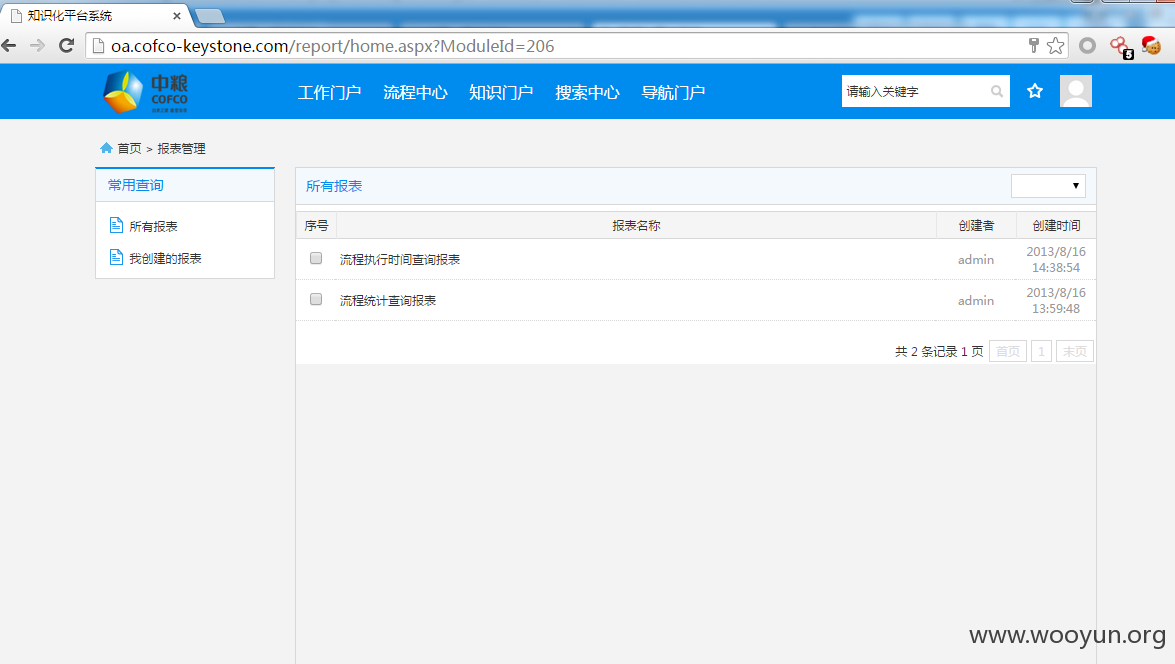 知识化平台系统
oa.cofco-keystone.com/report/home.aspx?ModuleId=206
5
中粮
COFCO
工作门户 流程中心 知识门户 搜索中心 导航门户
请输入关键字
首页 > 报表管理
常用查询
所有报表
我创建的报表
所有报表
序号 报表名称 创建者 创建时间
流程执行时间查询报表 admin 2013/8/16 14:38:54
流程统计查询报表 admin 2013/8/16 13:59:48
共 2 条记录 1 页 首页 1 末页
www.wooyun.org